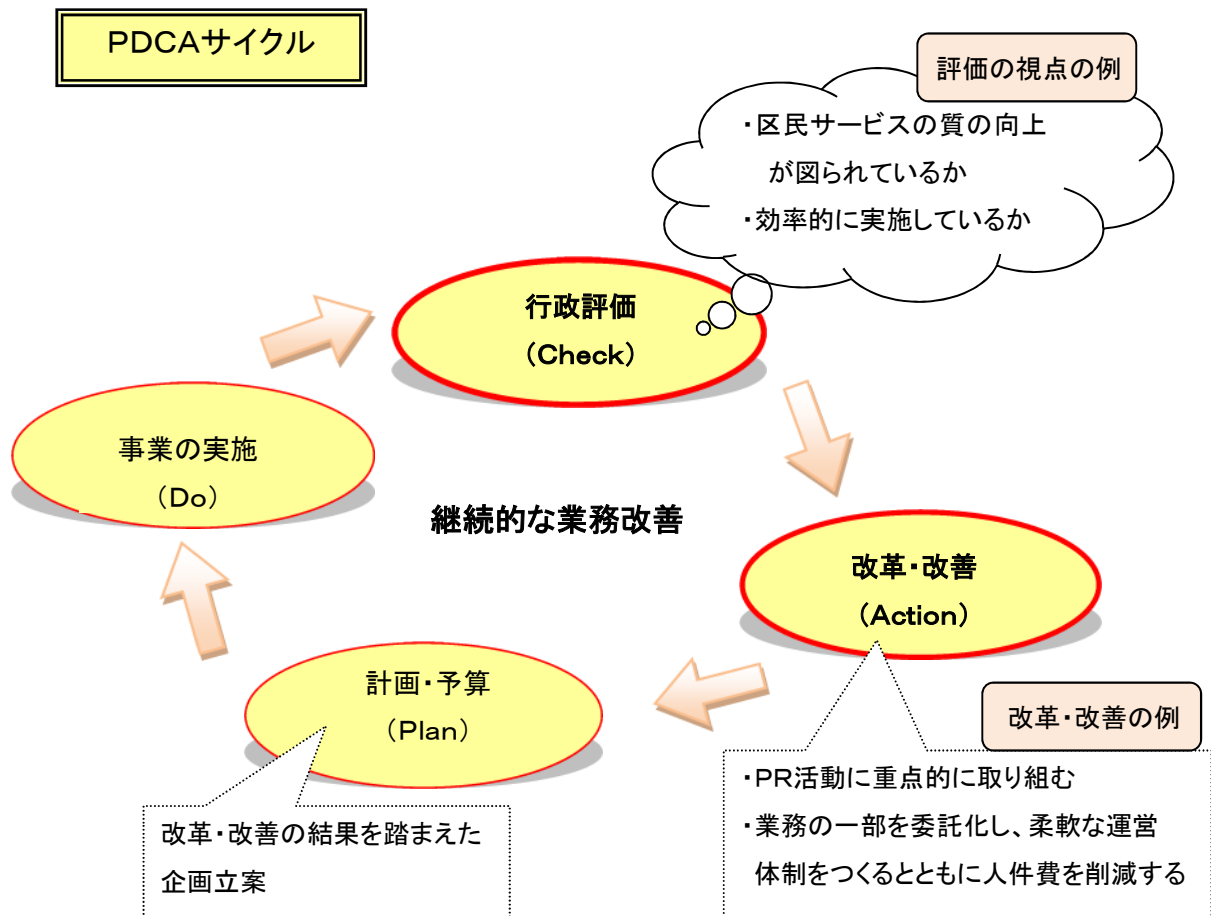 PDCAサイクル
評価の視点の例
・区民サービスの質の向上
が図られているか
・効率的に実施しているか
行政評価
（Check）
事業の実施
（Do）
継続的な業務改善
改革・改善
（Action）
計画・予算
（Plan）
改革・改善の例
・PR活動に重点的に取り組む
・業務の一部を委託化し、柔軟な運営
体制をつくるとともに人件費を削減する
改革・改善の結果を踏まえた
企画立案